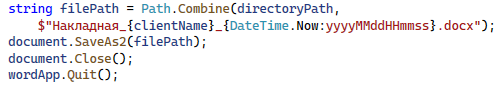 string filePath = Path.Combine(directoryPath,
    $"Накладная_{clientName}_{DateTime.Now:yyyyMMddHHmmss}.docx");
document.SaveAs2(filePath);
document.Close();
wordApp.Quit();